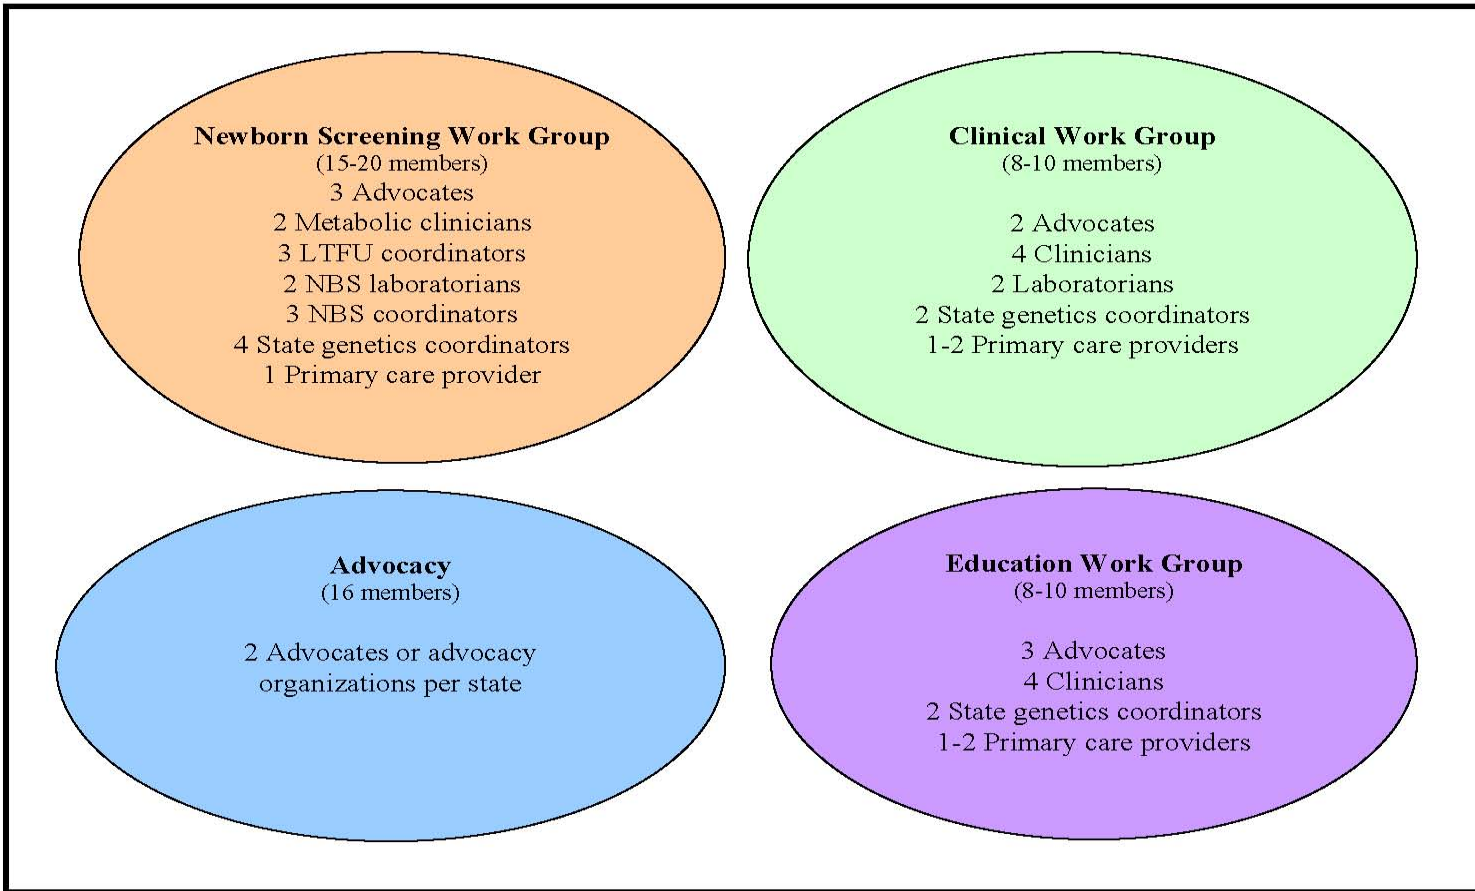 Newborn Screening Work Group
(15-20 members)
3 Advocates
2 Metabolic clinicians
3 LTFU coordinators
2 NBS laboratorians
3 NBS coordinators
4 State genetics coordinators
1 Primary care provider
Clinical Work Group
(8-10 members)
2 Advocates
4 Clinicians
2 Laboratorians
2 State genetics coordinators
1-2 Primary care providers
Advocacy
(16 members)
2 Advocates or advocacy
organizations per state
Education Work Group
(8-10 members)
3 Advocates
4 Clinicians
2 State genetics coordinators
1-2 Primary care providers